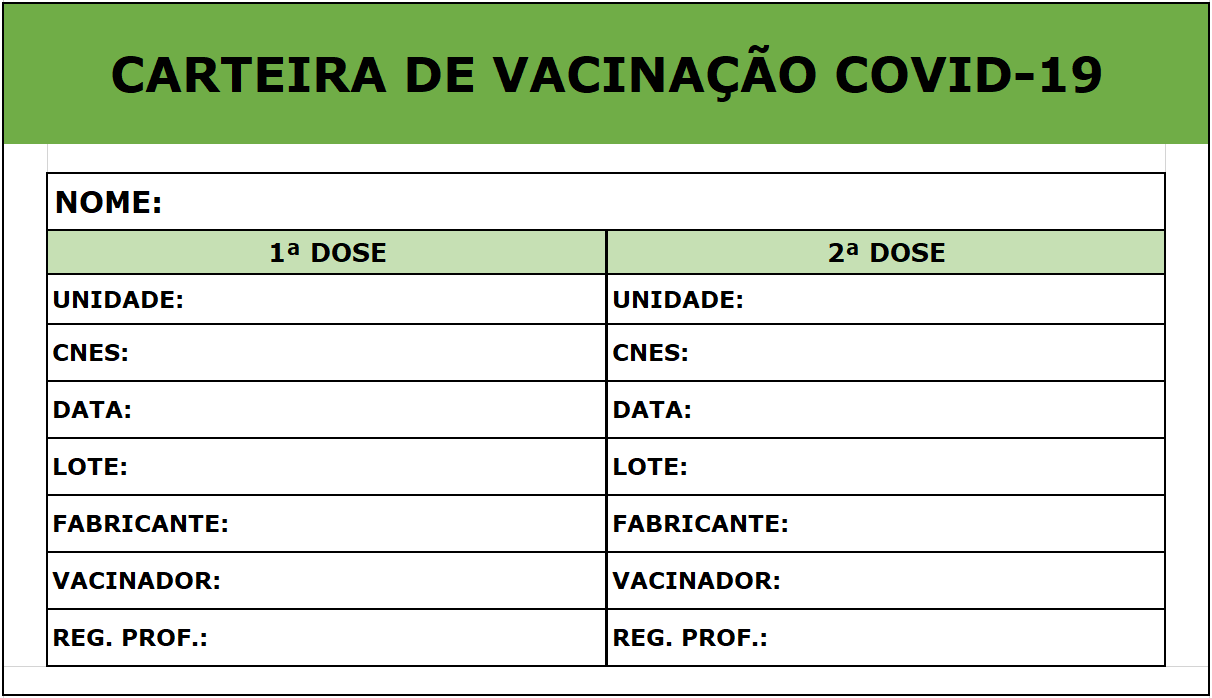 CARTEIRA DE VACINAÇÃO COVID-19
NOME:
1ª DOSE 2ª DOSE
UNIDADE: UNIDADE:
CNES: CNES:
DATA: DATA:
LOTE: LOTE:
FABRICANTE: FABRICANTE:
VACINADOR: VACINADOR:
REG. PROF.: REG. PROF.: